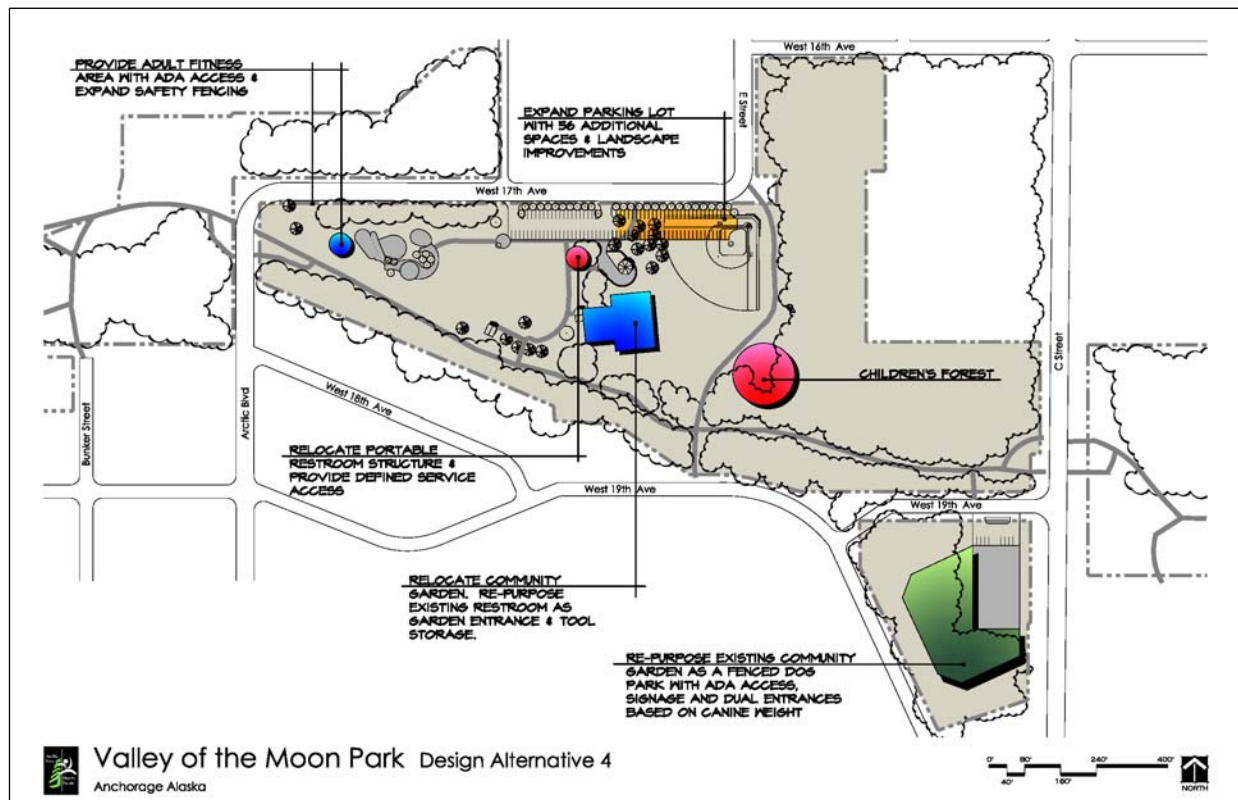 West 16th Ave
PROVIDE ADULT FITNESS
AREA WITH ADA ACCESS &
EXPAND SAFETY FENCING
E Street
EXPAND PARKING LOT
WITH 56 ADDITIONAL
SPACES & LANDSCAPE
IMPROVEMENTS
West 17th Ave
C Street
CHILDREN'S FOREST
Bunker Street
Arctic Blvd
West 18th Ave
RELOCATE PORTABLE
RESTROOM STRUCTURE &
PROVIDE DEFINED SERVICE
ACCESS
West 19th Ave
West 19th Ave
RELOCATE COMMUNITY
GARDEN. RE-PURPOSE
EXISTING RESTROOM AS
GARDEN ENTRANCE & TOOL
STORAGE.
RE-PURPOSE EXISTING COMMUNITY
GARDEN AS A FENCED DOG
PARK WITH ADA ACCESS,
SIGNAGE AND DUAL ENTRANCES
BASED ON CANINE WEIGHT
Valley of the Moon Park Design Alternative 4
Anchorage Alaska
0' 80' 240' 400'
40' 160'
NORTH